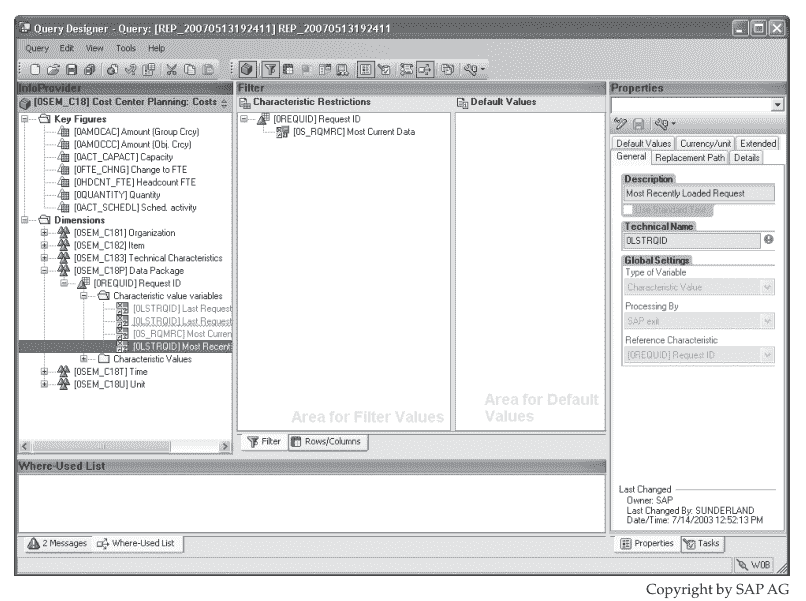 Query Designer - Query: [REP_20070513192411] REP_20070513192411
Query Edit View Tools Help
InfoProvider
[0SEM_C18] Cost Center Planning: Costs
Key Figures
[0AMOCAC] Amount (Group Crcy)
[0AMOCCC] Amount (Obj. Crcy)
[0ACT_CAPACT] Capacity
[0FTE_CHNG] Change to FTE
[0HDCNT_FTE] Headcount FTE
[0QUANTITY] Quantity
[0ACT_SCHEDL] Sched. activity
Dimensions
[0SEM_C181] Organization
[0SEM_C182] Item
[0SEM_C183] Technical Characteristics
[0SEM_C18P] Data Package
[0REQUID] Request ID
Characteristic value variables
[0LSTRQID] Last Request
[0LSTRQID] Last Request
[0S_RQMRC] Most Curren
[0LSTRQID] Most Recent
Characteristic Values
[0SEM_C18T] Time
[0SEM_C18U] Unit
Filter
Characteristic Restrictions
[0REQUID] Request ID
[0S_RQMRC] Most Current Data
Area for Filter Values
Default Values
Area for Default
Values
Filter Rows/Columns
Properties
Default Values Currency/unit Extended
General Replacement Path Details
Description
Most Recently Loaded Request
Use Standard Text
Technical Name
0LSTRQID
Global Settings
Type of Variable
Characteristic Value
Processing By
SAP exit
Reference Characteristic
[0REQUID] Request ID
Last Changed
Owner: SAP
Last Changed By: SUNDERLAND
Date/Time: 7/14/2003 12:52:13 PM
Properties Tasks
Where-Used List
2 Messages Where-Used List
W0B
Copyright by SAP AG